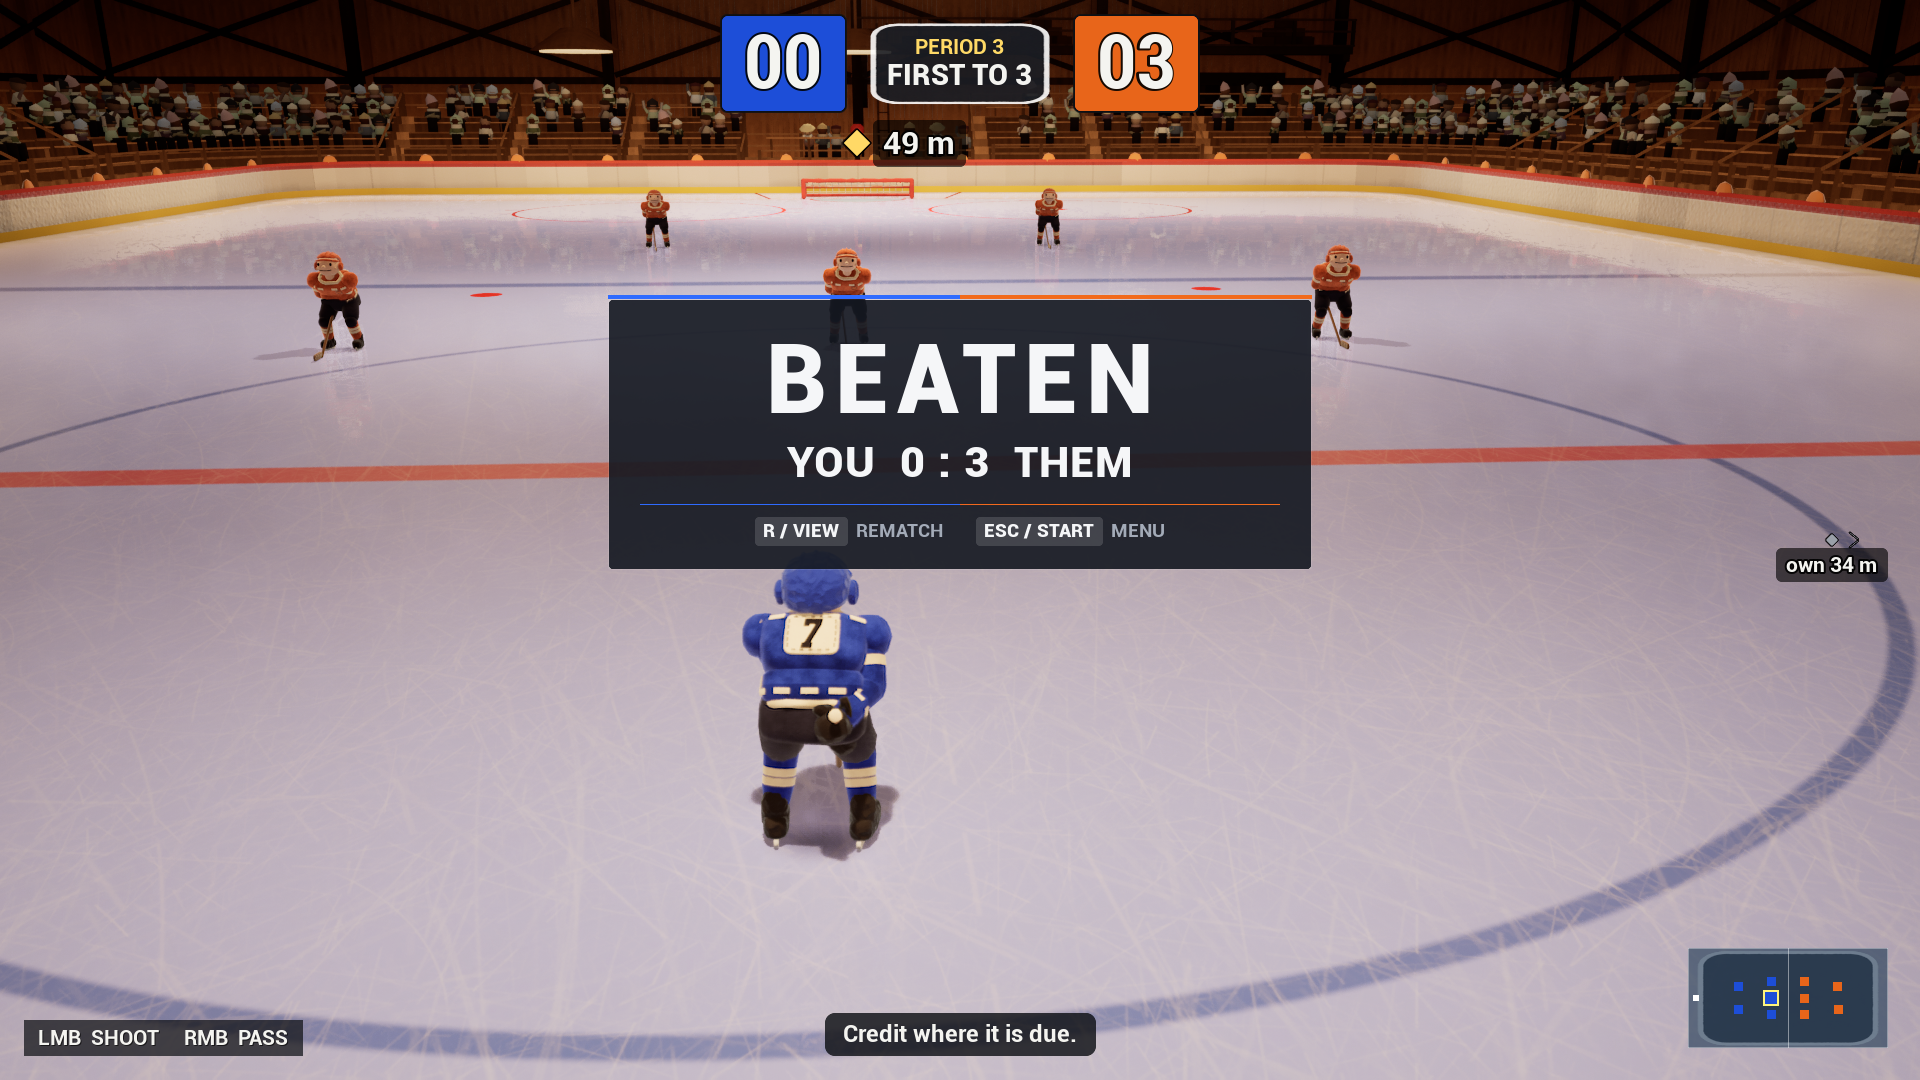 00
PERIOD 3
FIRST TO 3
03
49 m
BEATEN
YOU 0 : 3 THEM
R / VIEW REMATCH ESC / START MENU
own 34 m
7
LMB SHOOT RMB PASS
Credit where it is due.